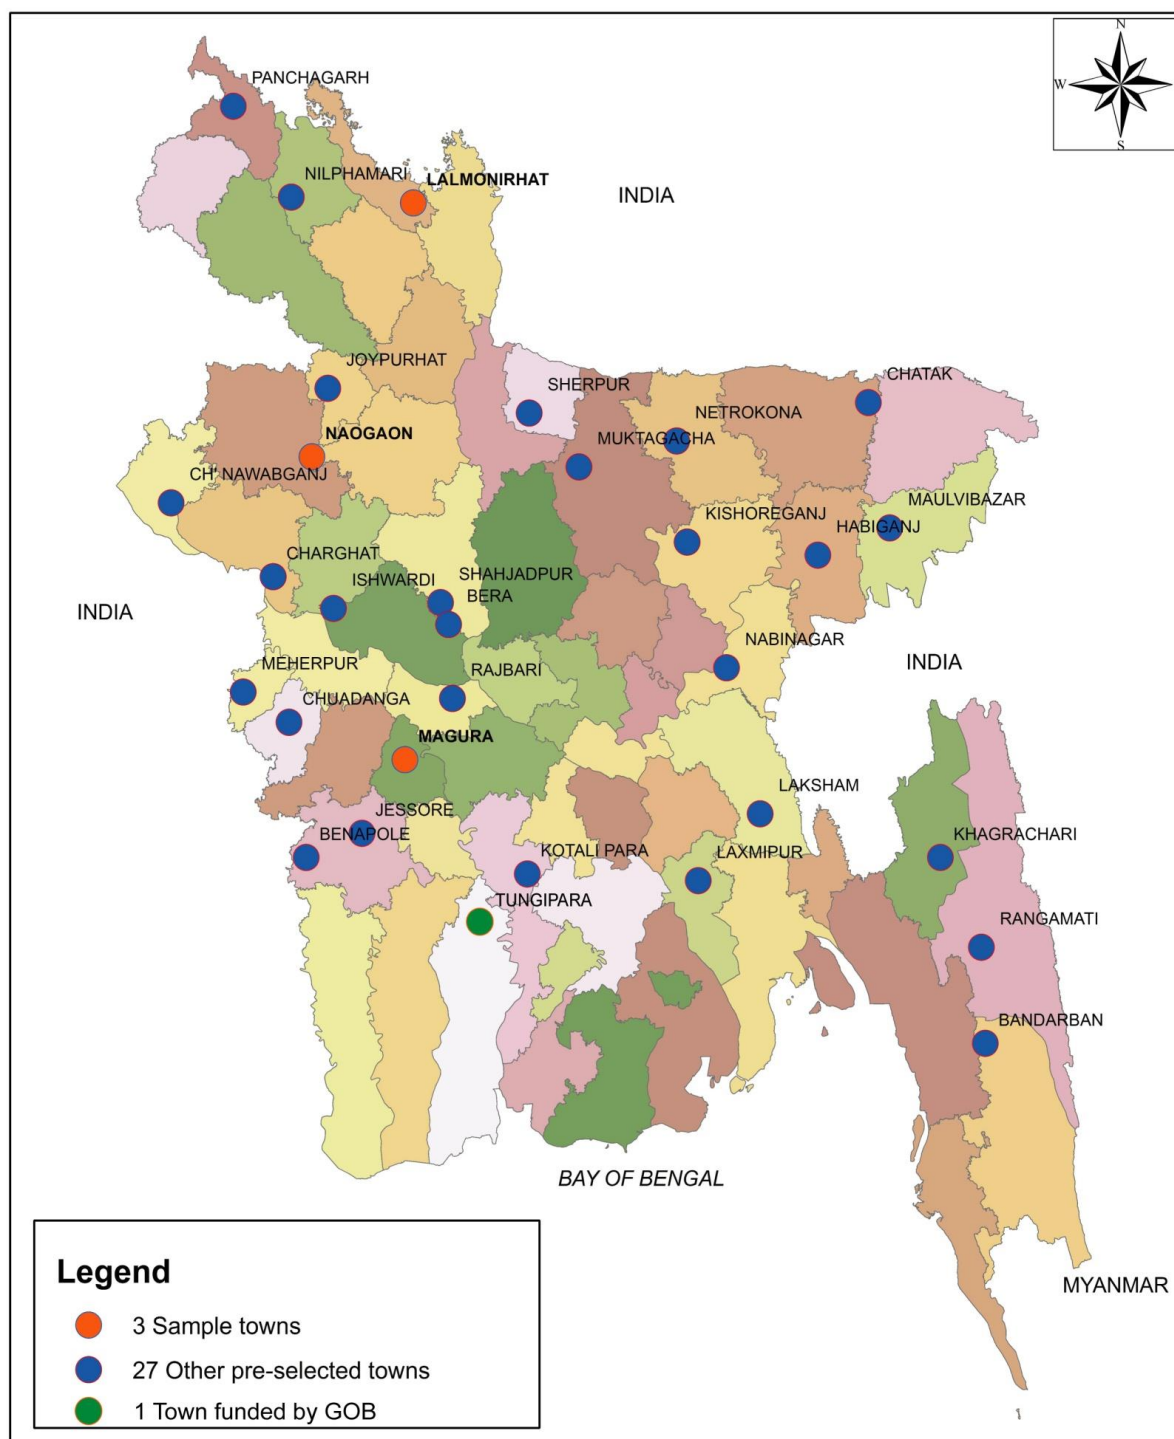 N
W
S
PANCHAGARH
NILPHAMARI
LALMONIRHAT
INDIA
JOYPURHAT
SHERPUR
CHATAK
NETROKONA
NAOGAON
MUKTAGACHA
CH' NAWABGANJ
MAULVIBAZAR
KISHOREGANJ
HABIGANJ
CHARGHAT
ISHWARDI
SHAHJADPUR
BERA
INDIA
NABINAGAR
MEHERPUR
RAJBARI
INDIA
CHUADANGA
MAGURA
LAKSHAM
JESSORE
BENAPOLE
KHAGRACHARI
KOTALI PARA
LAXMIPUR
TUNGIPARA
RANGAMATI
BANDARBAN
BAY OF BENGAL
MYANMAR
Legend
3 Sample towns
27 Other pre-selected towns
1 Town funded by GOB